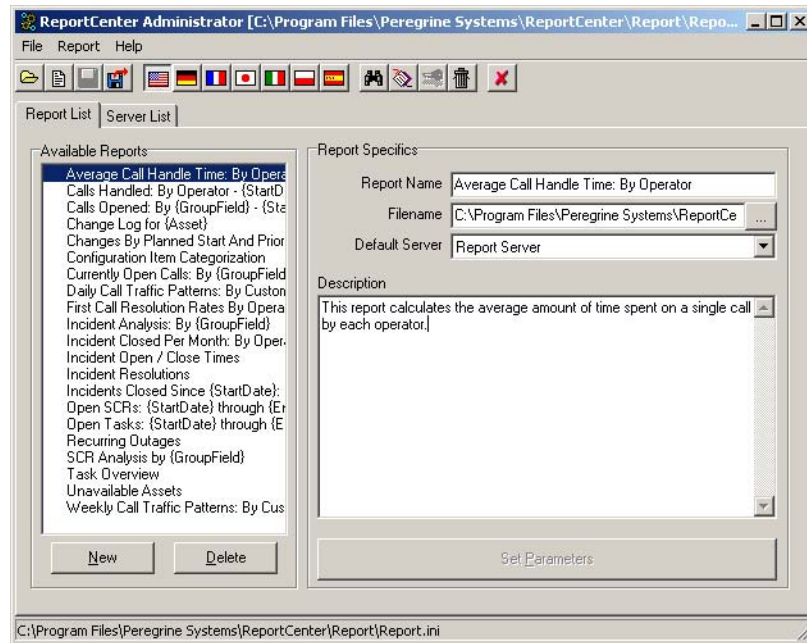 ReportCenter Administrator [C:\Program Files\Peregrine Systems\ReportCenter\Report\Repo...
File Report Help
Report List Server List
Available Reports
Average Call Handle Time: By Opera
Calls Handled: By Operator - {StartD
Calls Opened: By {GroupField} - {Sta
Change Log for {Asset}
Changes By Planned Start And Prior
Configuration Item Categorization
Currently Open Calls: By {GroupField
Daily Call Traffic Patterns: By Custon
First Call Resolution Rates By Opera
Incident Analysis: By {GroupField}
Incident Closed Per Month: By Oper
Incident Open / Close Times
Incident Resolutions
Incidents Closed Since {StartDate}:
Open SCRs: {StartDate} through {Er
Open Tasks: {StartDate} through {E
Recurring Outages
SCR Analysis by {GroupField}
Task Overview
Unavailable Assets
Weekly Call Traffic Patterns: By Cus
New Delete
Report Specifics
Report Name Average Call Handle Time: By Operator
Filename C:\Program Files\Peregrine Systems\ReportCe ...
Default Server Report Server
Description
This report calculates the average amount of time spent on a single call
by each operator.
Set Parameters
C:\Program Files\Peregrine Systems\ReportCenter\Report\Report.ini